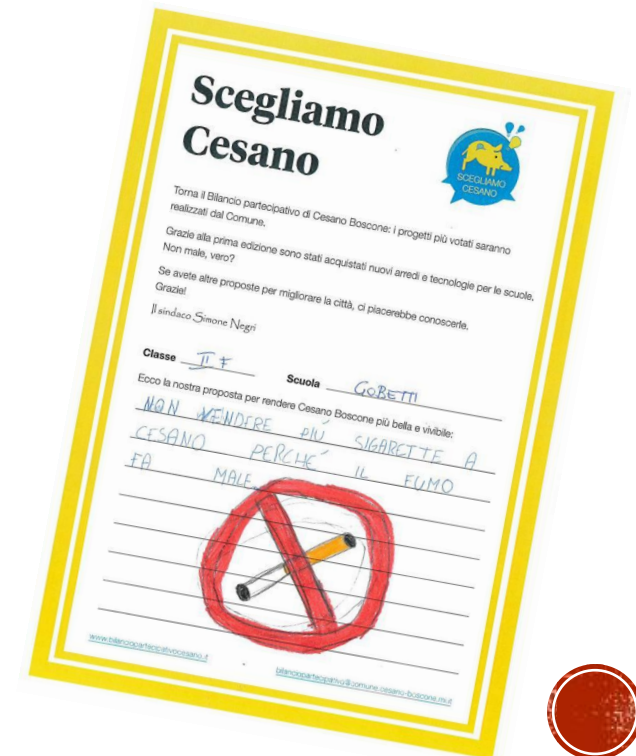 Scegliamo
Cesano
SCEGLIAMO
CESANO
Torna il Bilancio partecipativo di Cesano Boscone: i progetti più votati saranno
realizzati dal Comune.
Grazie alla prima edizione sono stati acquistati nuovi arredi e tecnologie per le scuole.
Non male, vero?
Se avete altre proposte per migliorare la città, ci piacerebbe conoscerle.
Grazie!
Il sindaco Simone Negri
Classe II F Scuola GOBETTI
Ecco la nostra proposta per rendere Cesano Boscone più bella e vivibile:
NON VENDERE PIÚ SIGARETTE A
CESANO PERCHÉ IL FUMO
FA MALE
www.bilanciopartecipativocesano.it
bilanciopartecipativo@comune.cesano-boscone.mi.it